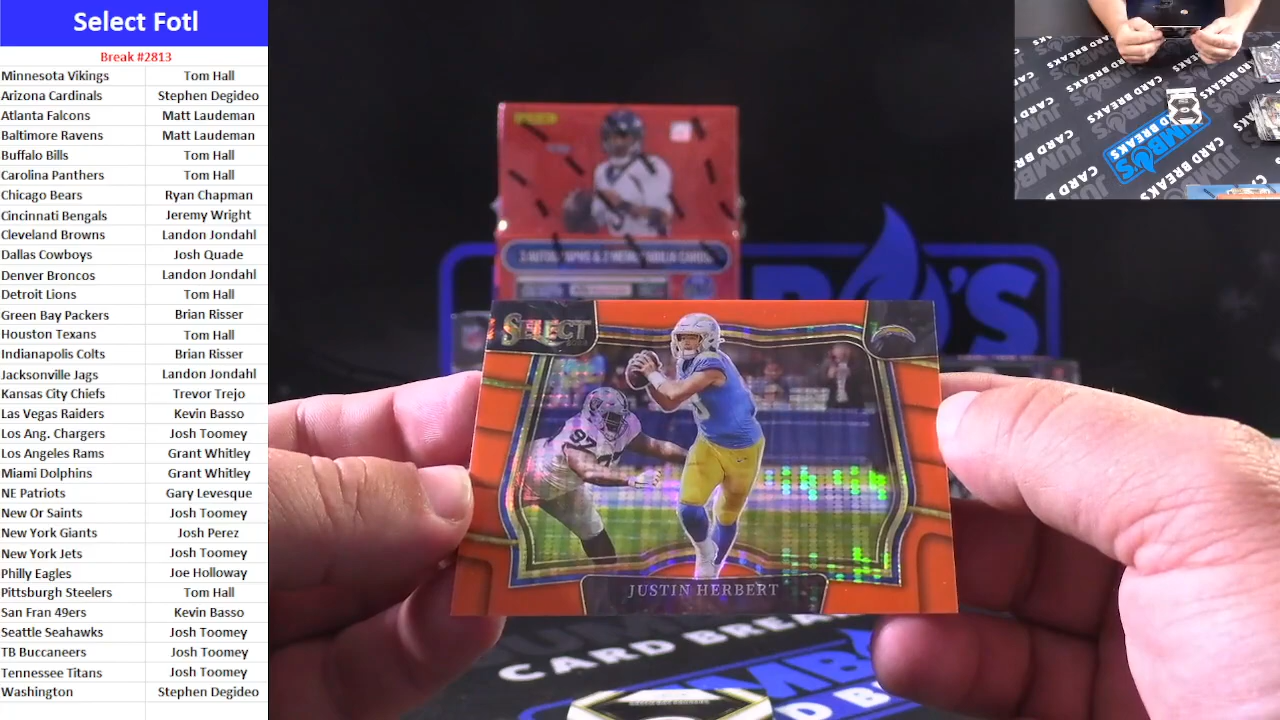 Select Fotl
Break #2813
Minnesota Vikings Tom Hall
Arizona Cardinals Stephen Degideo
Atlanta Falcons Matt Laudeman
Baltimore Ravens Matt Laudeman
Buffalo Bills Tom Hall
Carolina Panthers Tom Hall
Chicago Bears Ryan Chapman
Cincinnati Bengals Jeremy Wright
Cleveland Browns Landon Jondahl
Dallas Cowboys Josh Quade
Denver Broncos Landon Jondahl
Detroit Lions Tom Hall
Green Bay Packers Brian Risser
Houston Texans Tom Hall
Indianapolis Colts Brian Risser
Jacksonville Jags Landon Jondahl
Kansas City Chiefs Trevor Trejo
Las Vegas Raiders Kevin Basso
Los Ang. Chargers Josh Toomey
Los Angeles Rams Grant Whitley
Miami Dolphins Grant Whitley
NE Patriots Gary Levesque
New Or Saints Josh Toomey
New York Giants Josh Perez
New York Jets Josh Toomey
Philly Eagles Joe Holloway
Pittsburgh Steelers Tom Hall
San Fran 49ers Kevin Basso
Seattle Seahawks Josh Toomey
TB Buccaneers Josh Toomey
Tennessee Titans Josh Toomey
Washington Stephen Degideo
SELECT
97
JUSTIN HERBERT
'S
CARD BREA
CARD BREAKS
JUMBO'S
CARD BREAKS